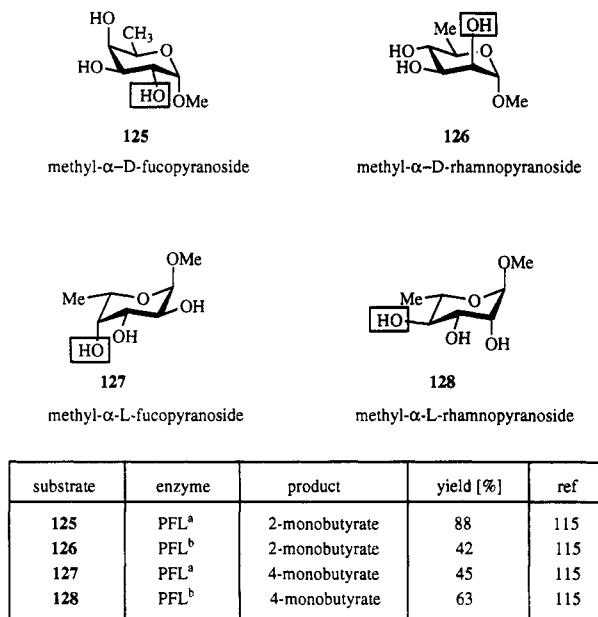 HO
CH₃
O
HO
HO
OMe
125
methyl-α–D-fucopyranoside
OH
Me
HO
O
HO
OMe
126
methyl-α-D-rhamnopyranoside
OMe
Me
O
OH
OH
HO
127
methyl-α-L-fucopyranoside
OMe
Me
O
HO
OH
OH
128
methyl-α-L-rhamnopyranoside
substrate enzyme product yield [%] ref
125 PFLᵃ 2-monobutyrate 88 115
126 PFLᵇ 2-monobutyrate 42 115
127 PFLᵃ 4-monobutyrate 45 115
128 PFLᵇ 4-monobutyrate 63 115